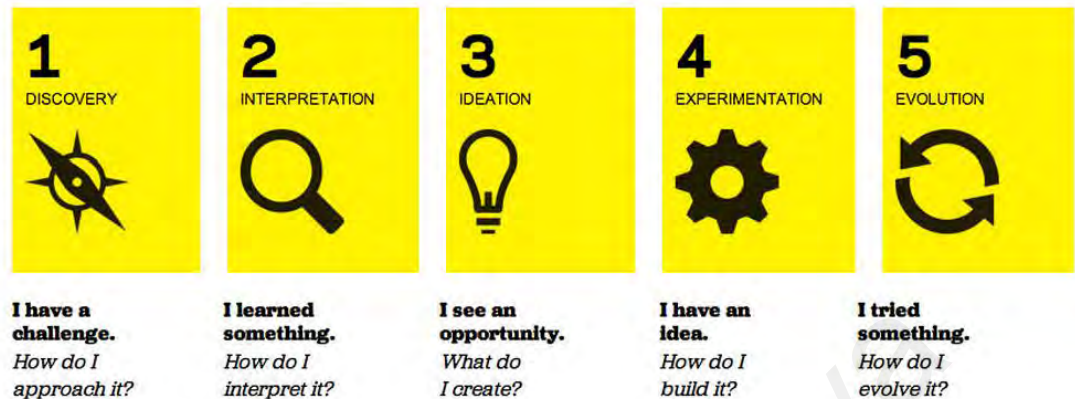 1
DISCOVERY
2
INTERPRETATION
3
IDEATION
4
EXPERIMENTATION
5
EVOLUTION
I have a
challenge.
How do I
approach it?
I learned
something.
How do I
interpret it?
I see an
opportunity.
What do
I create?
I have an
idea.
How do I
build it?
I tried
something.
How do I
evolve it?